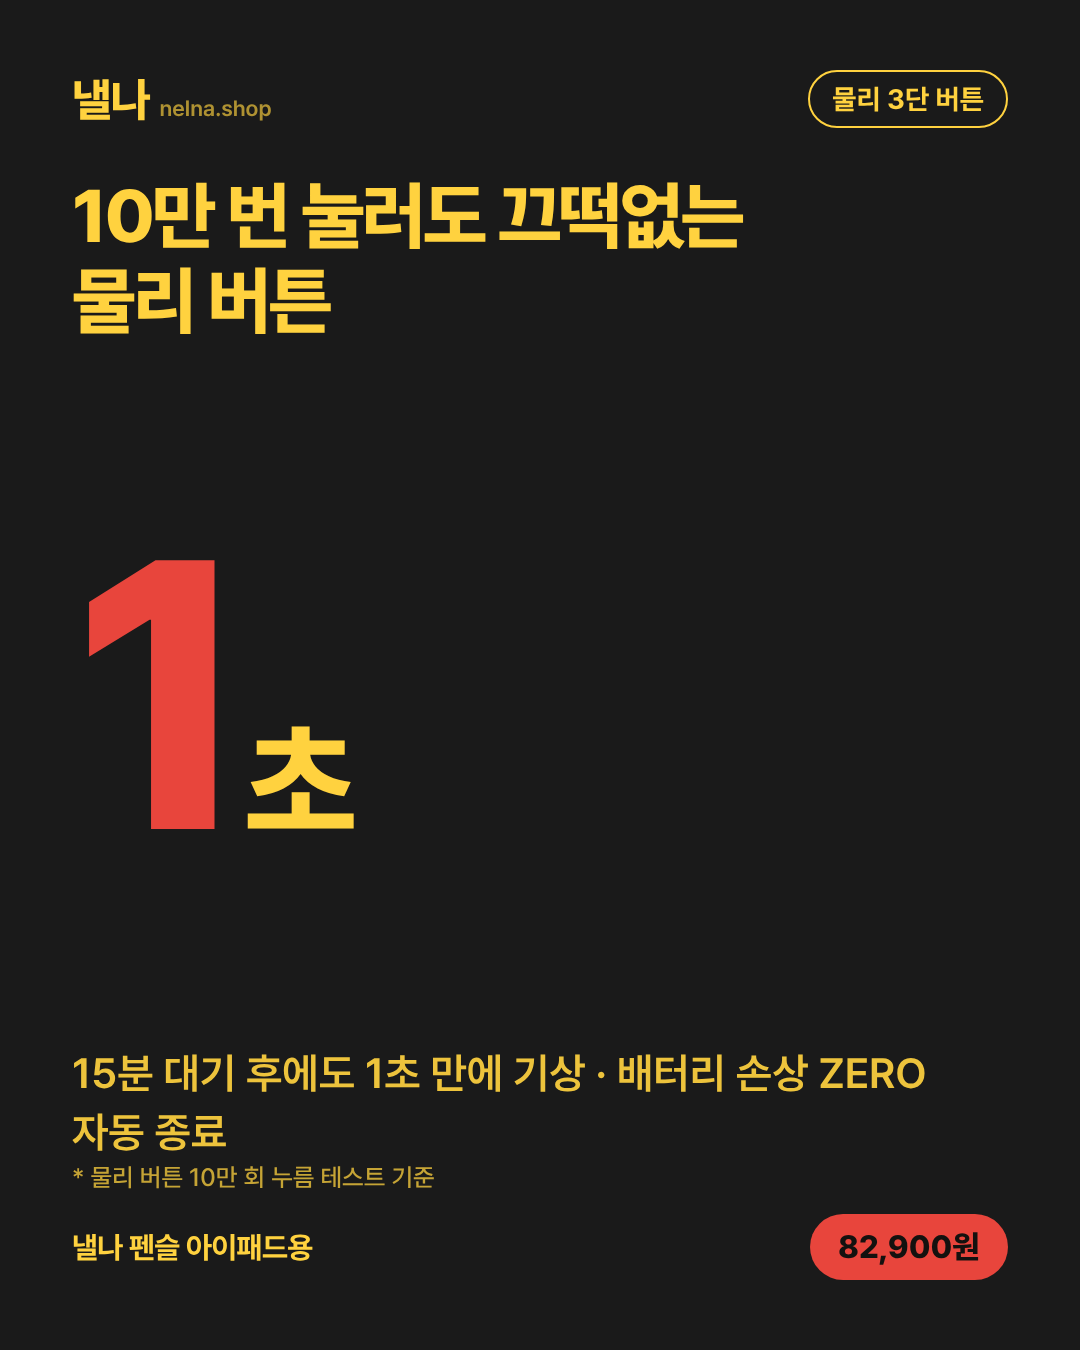 낼나 nelna.shop
물리 3단 버튼
10만 번 눌러도 끄떡없는
물리 버튼
1초
15분 대기 후에도 1초 만에 기상 · 배터리 손상 ZERO
자동 종료
* 물리 버튼 10만 회 누름 테스트 기준
낼나 펜슬 아이패드용
82,900원